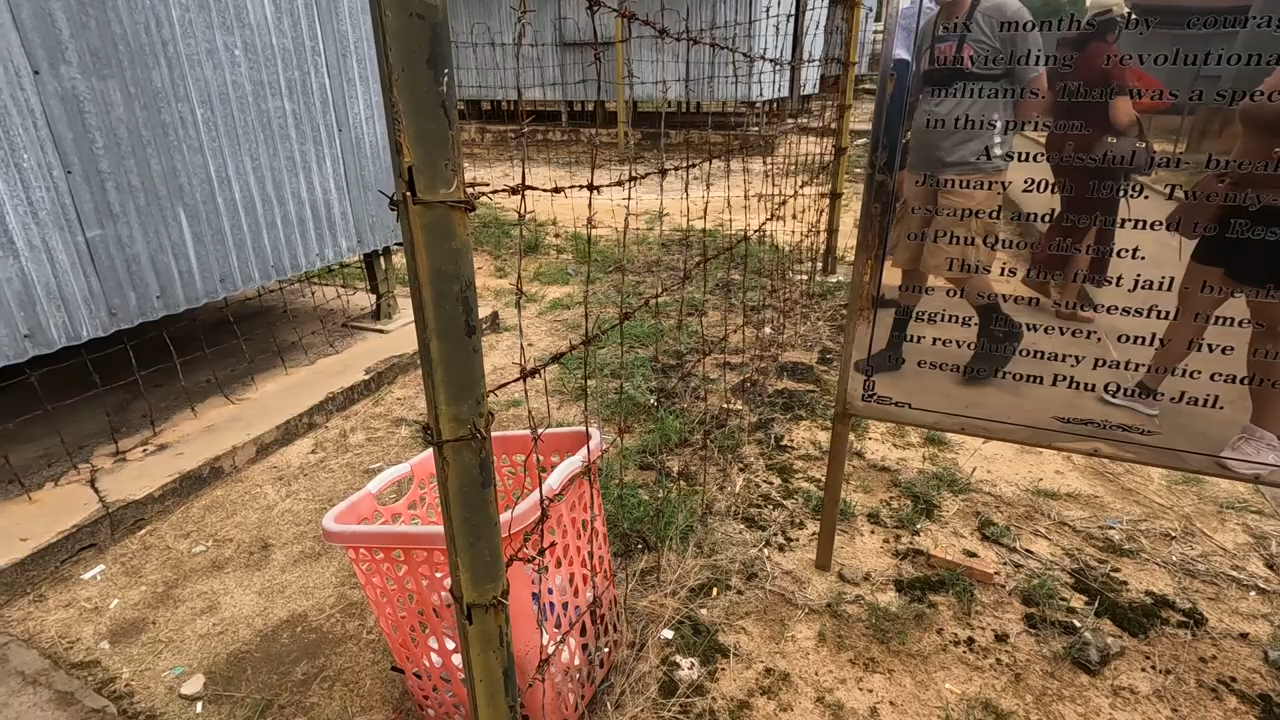 six months by coura
unyielding revolutiona
militants. That was a spec
in this prison.
A successful jai- break
January 20th 1969. Twenty-
escaped and returned to Res
of Phu Quoc district.
This is the first jail - break
one of seven successful times
digging. However, only five tim
our revolutionary patriotic cadre
to escape from Phu Quoc Jail.